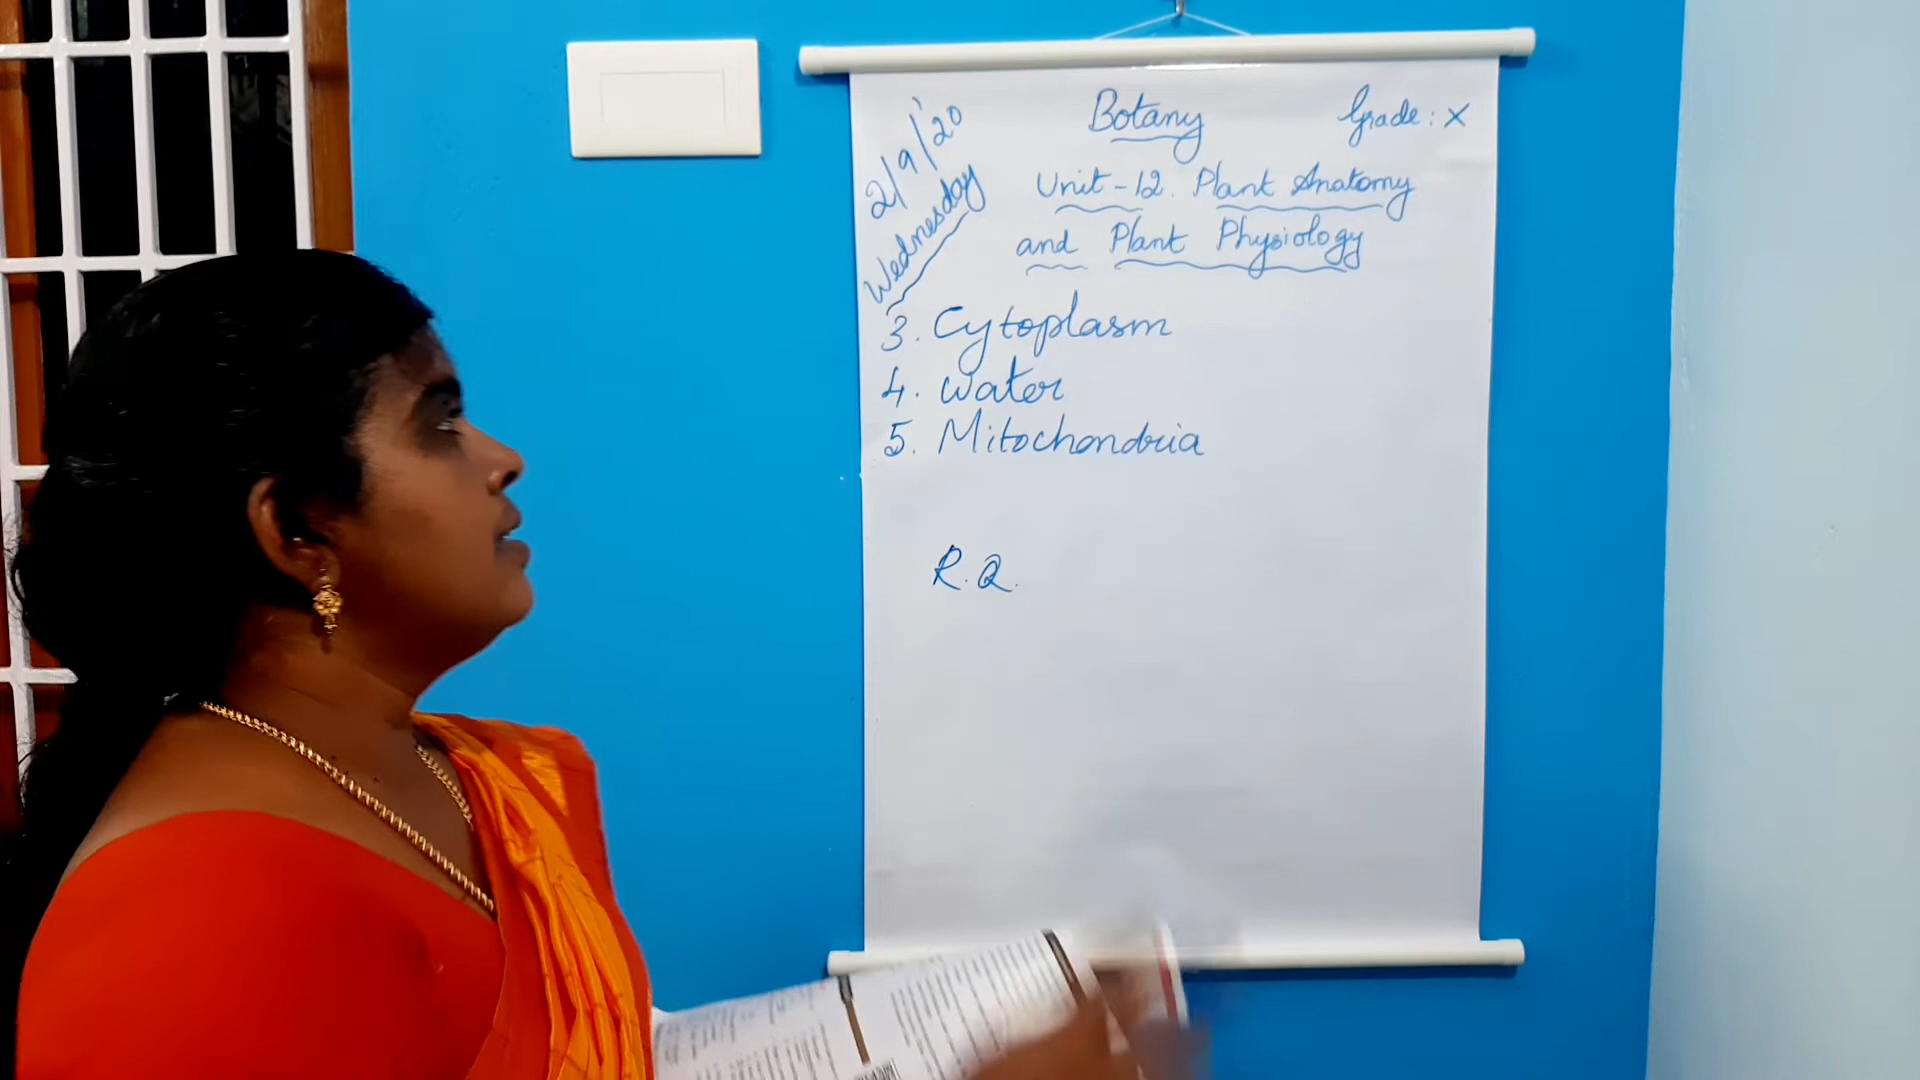 2/9/'20
Wednesday
Botany
Grade: X
Unit-12. Plant Anatomy
and Plant Physiology
3. Cytoplasm
4. Water
5. Mitochondria
R.Q.